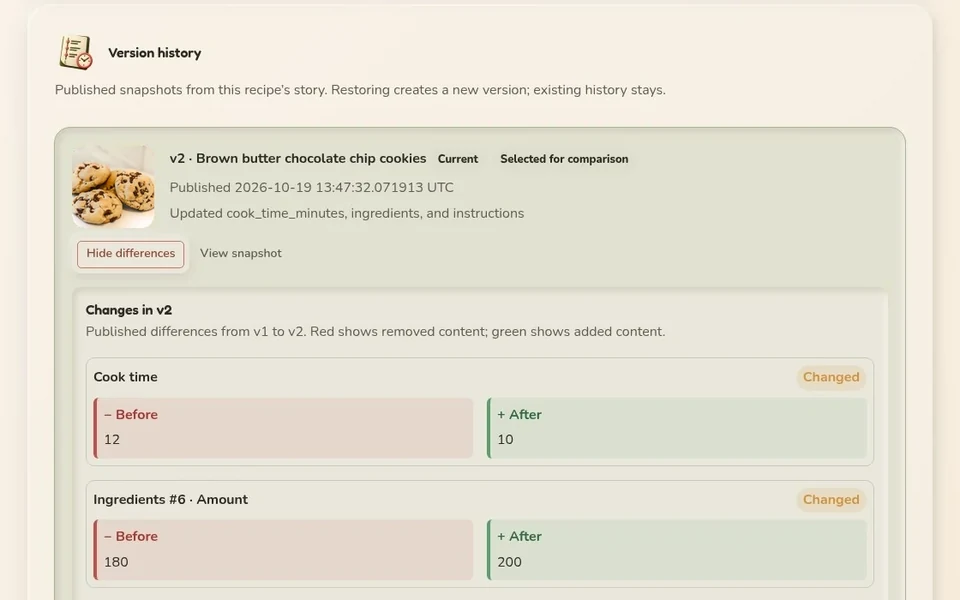 Version history
Published snapshots from this recipe's story. Restoring creates a new version; existing history stays.
v2 · Brown butter chocolate chip cookies Current Selected for comparison
Published 2026-10-19 13:47:32.071913 UTC
Updated cook_time_minutes, ingredients, and instructions
Hide differences View snapshot
Changes in v2
Published differences from v1 to v2. Red shows removed content; green shows added content.
Cook time Changed
– Before + After
12 10
Ingredients #6 · Amount Changed
– Before + After
180 200